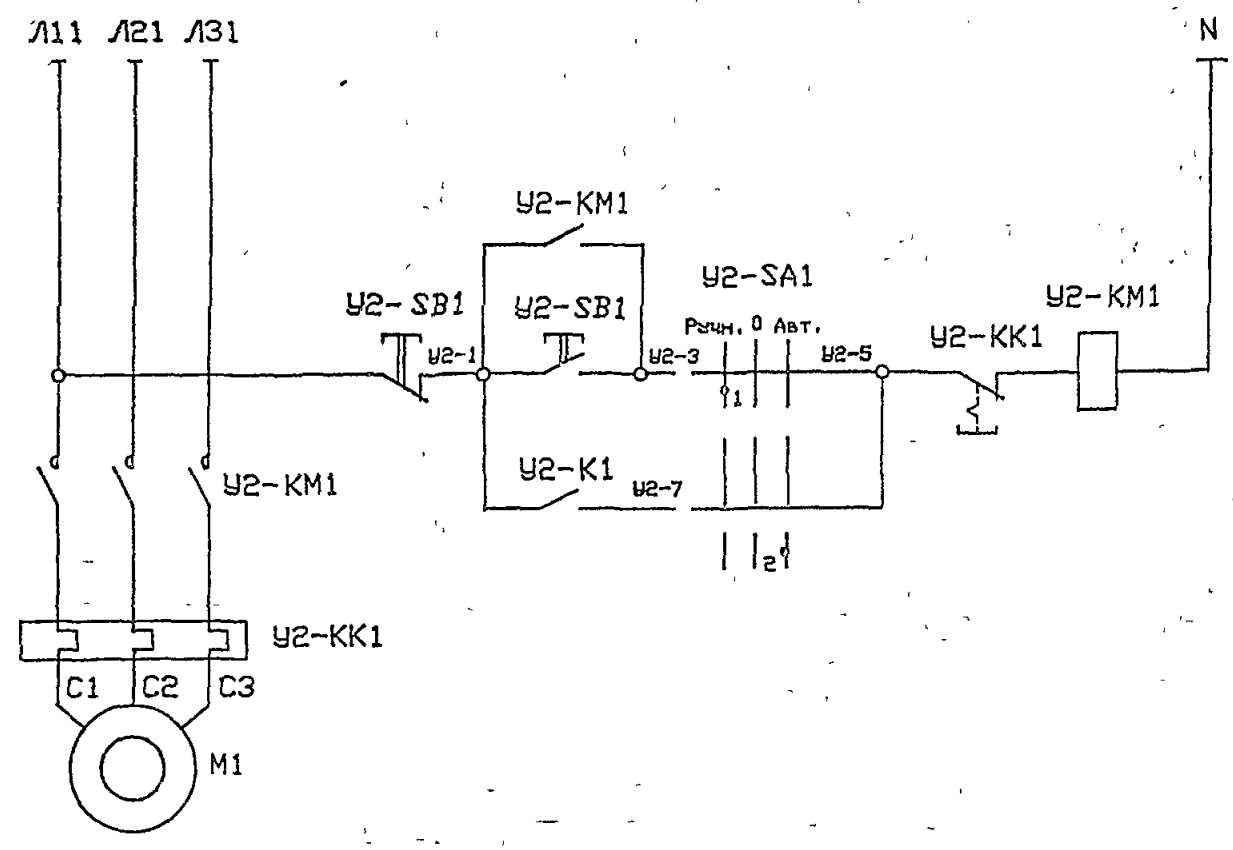 Л11 Л21 Л31
N
У2-КМ1
У2-SA1
У2-КМ1
У2-SB1
У2-SB1
Ручн. 0 Авт.
У2-КК1
У2-1
У2-3
У2-5
1
У2-КМ1
У2-К1
У2-7
2
У2-КК1
С1 С2 С3
М1